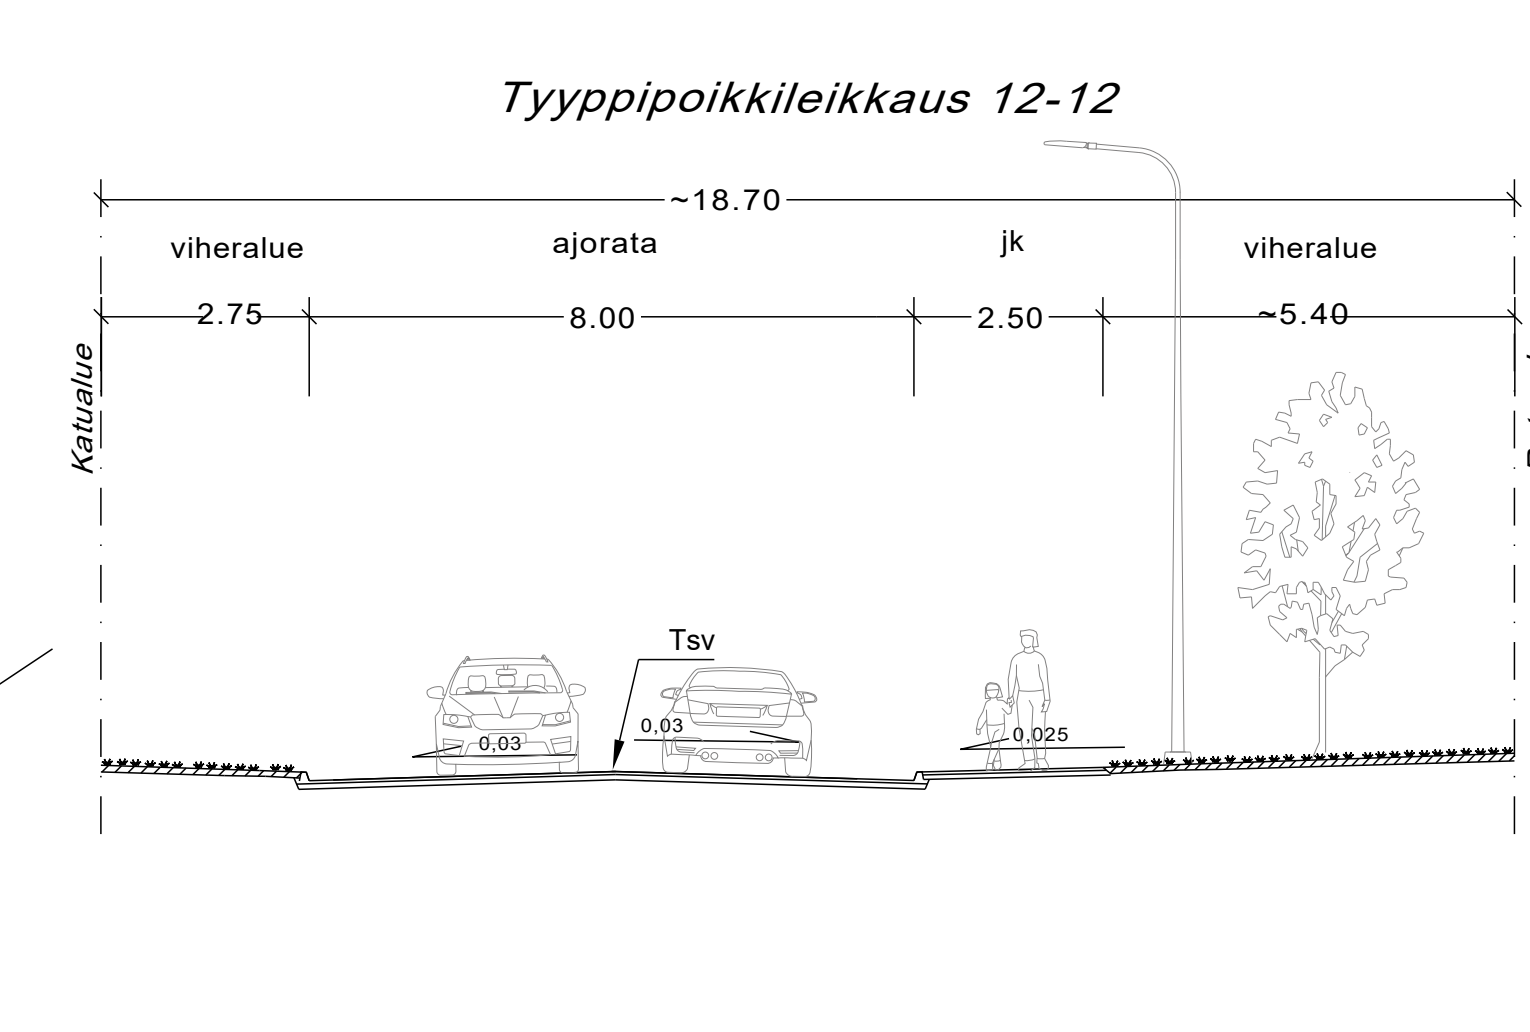 Tyyppipoikkileikkaus 12-12
~18.70
viheralue
ajorata
jk
viheralue
2.75
8.00
2.50
~5.40
Katualue
Tsv
0,03
0,03
0,025